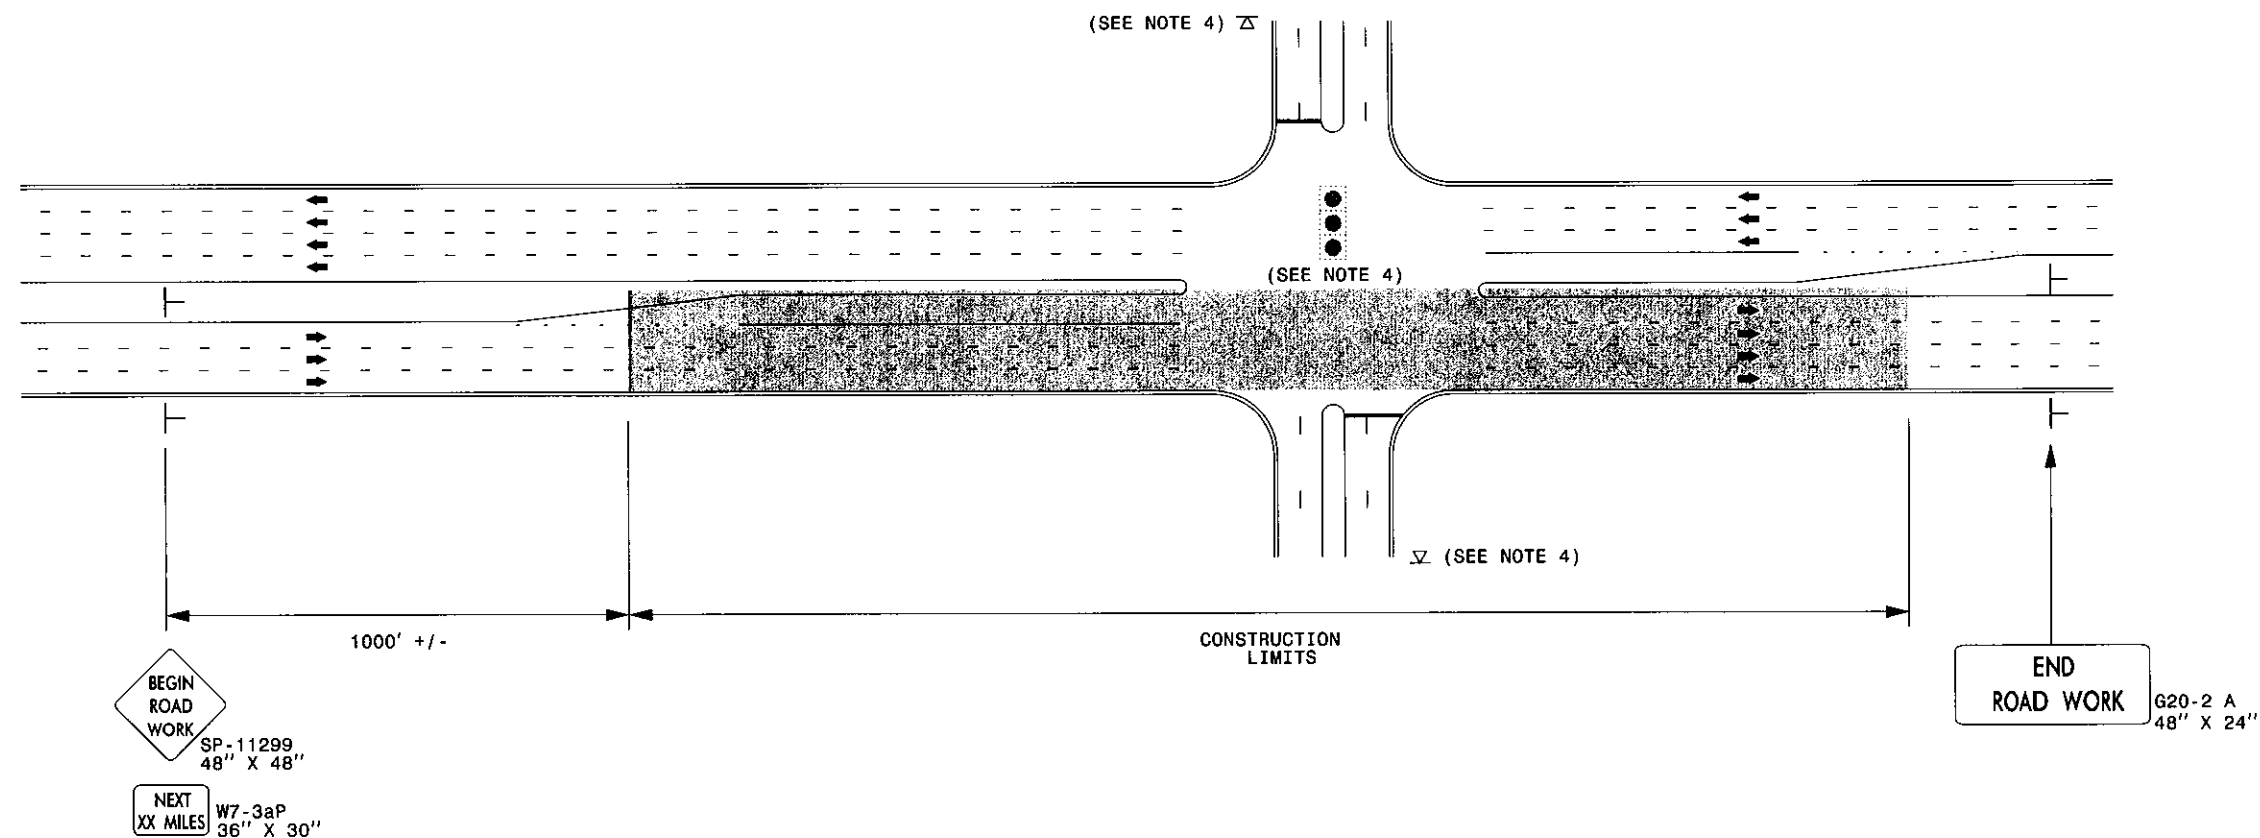 (SEE NOTE 4)
(SEE NOTE 4)
(SEE NOTE 4)
1000' +/-
CONSTRUCTION
LIMITS
BEGIN
ROAD
WORK
SP-11299
48" X 48"
NEXT
XX MILES
W7-3aP
36" X 30"
END
ROAD WORK
G20-2 A
48" X 24"